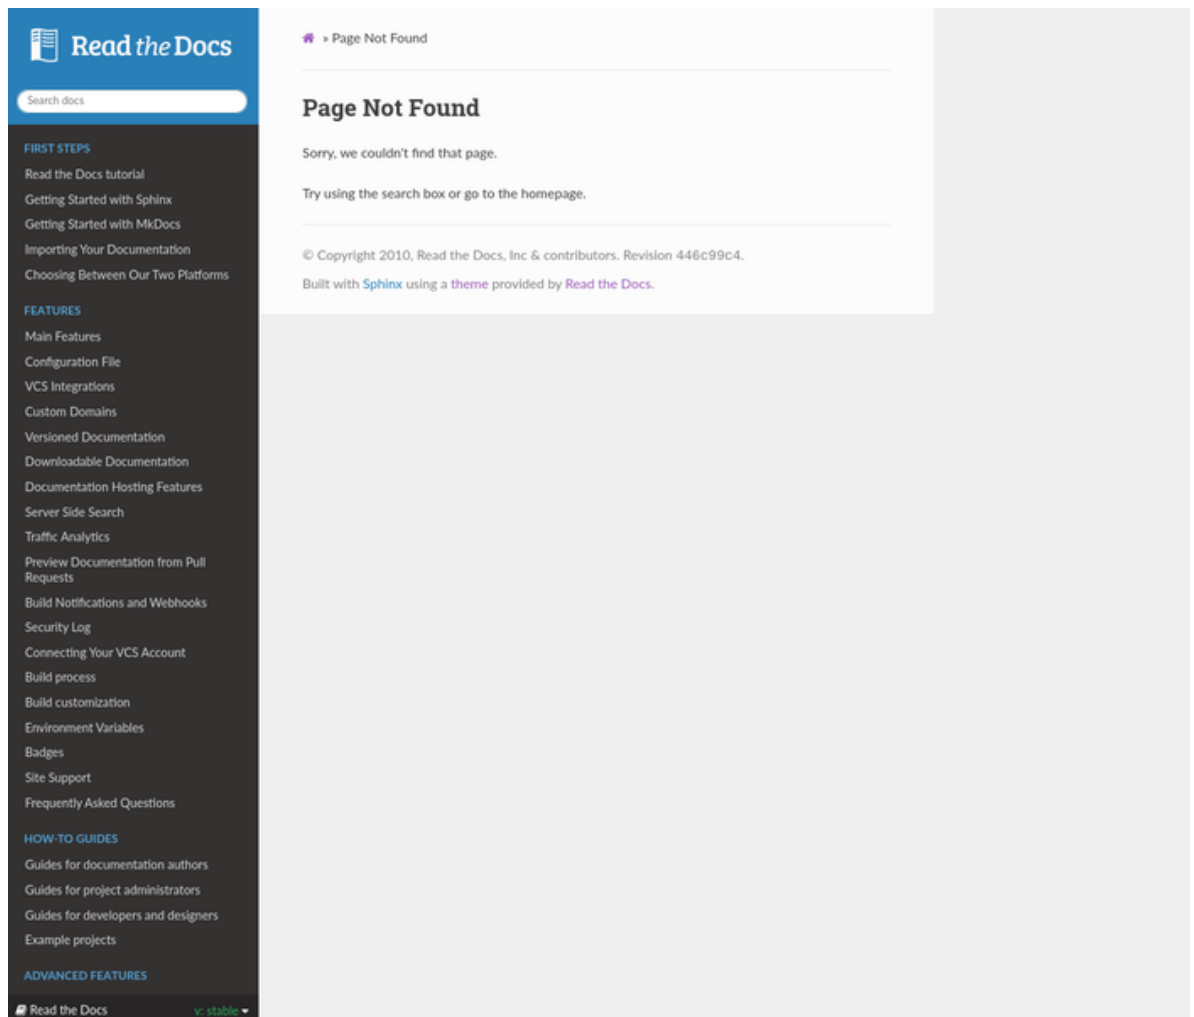 Read the Docs
Search docs
FIRST STEPS
Read the Docs tutorial
Getting Started with Sphinx
Getting Started with MkDocs
Importing Your Documentation
Choosing Between Our Two Platforms
FEATURES
Main Features
Configuration File
VCS Integrations
Custom Domains
Versioned Documentation
Downloadable Documentation
Documentation Hosting Features
Server Side Search
Traffic Analytics
Preview Documentation from Pull
Requests
Build Notifications and Webhooks
Security Log
Connecting Your VCS Account
Build process
Build customization
Environment Variables
Badges
Site Support
Frequently Asked Questions
HOW-TO GUIDES
Guides for documentation authors
Guides for project administrators
Guides for developers and designers
Example projects
ADVANCED FEATURES
Read the Docs v: stable
» Page Not Found
Page Not Found
Sorry, we couldn't find that page.
Try using the search box or go to the homepage.
© Copyright 2010, Read the Docs, Inc & contributors. Revision 446c99c4.
Built with Sphinx using a theme provided by Read the Docs.